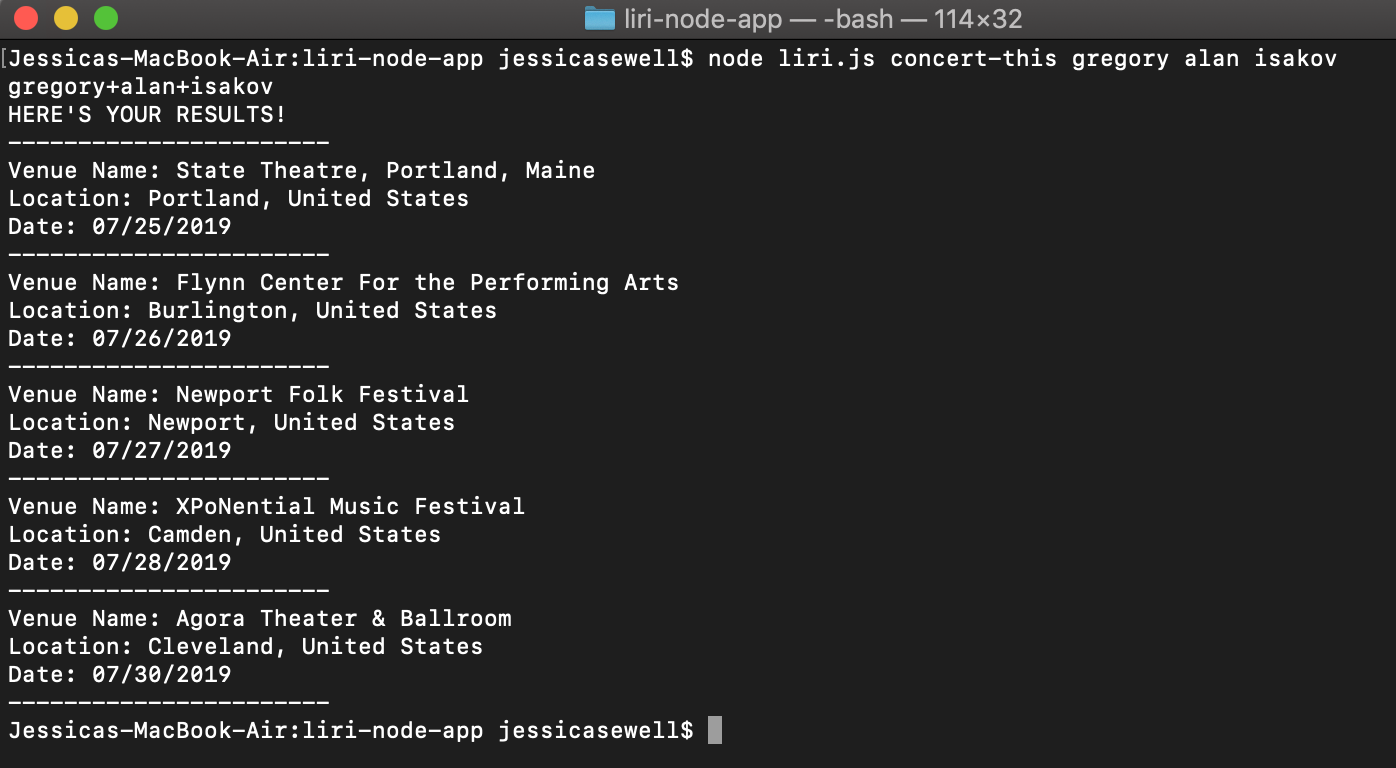 liri-node-app — -bash — 114×32
[Jessicas-MacBook-Air:liri-node-app jessicasewell$ node liri.js concert-this gregory alan isakov
gregory+alan+isakov
HERE'S YOUR RESULTS!
-----------------------
Venue Name: State Theatre, Portland, Maine
Location: Portland, United States
Date: 07/25/2019
-----------------------
Venue Name: Flynn Center For the Performing Arts
Location: Burlington, United States
Date: 07/26/2019
-----------------------
Venue Name: Newport Folk Festival
Location: Newport, United States
Date: 07/27/2019
-----------------------
Venue Name: XPoNential Music Festival
Location: Camden, United States
Date: 07/28/2019
-----------------------
Venue Name: Agora Theater & Ballroom
Location: Cleveland, United States
Date: 07/30/2019
-----------------------
Jessicas-MacBook-Air:liri-node-app jessicasewell$